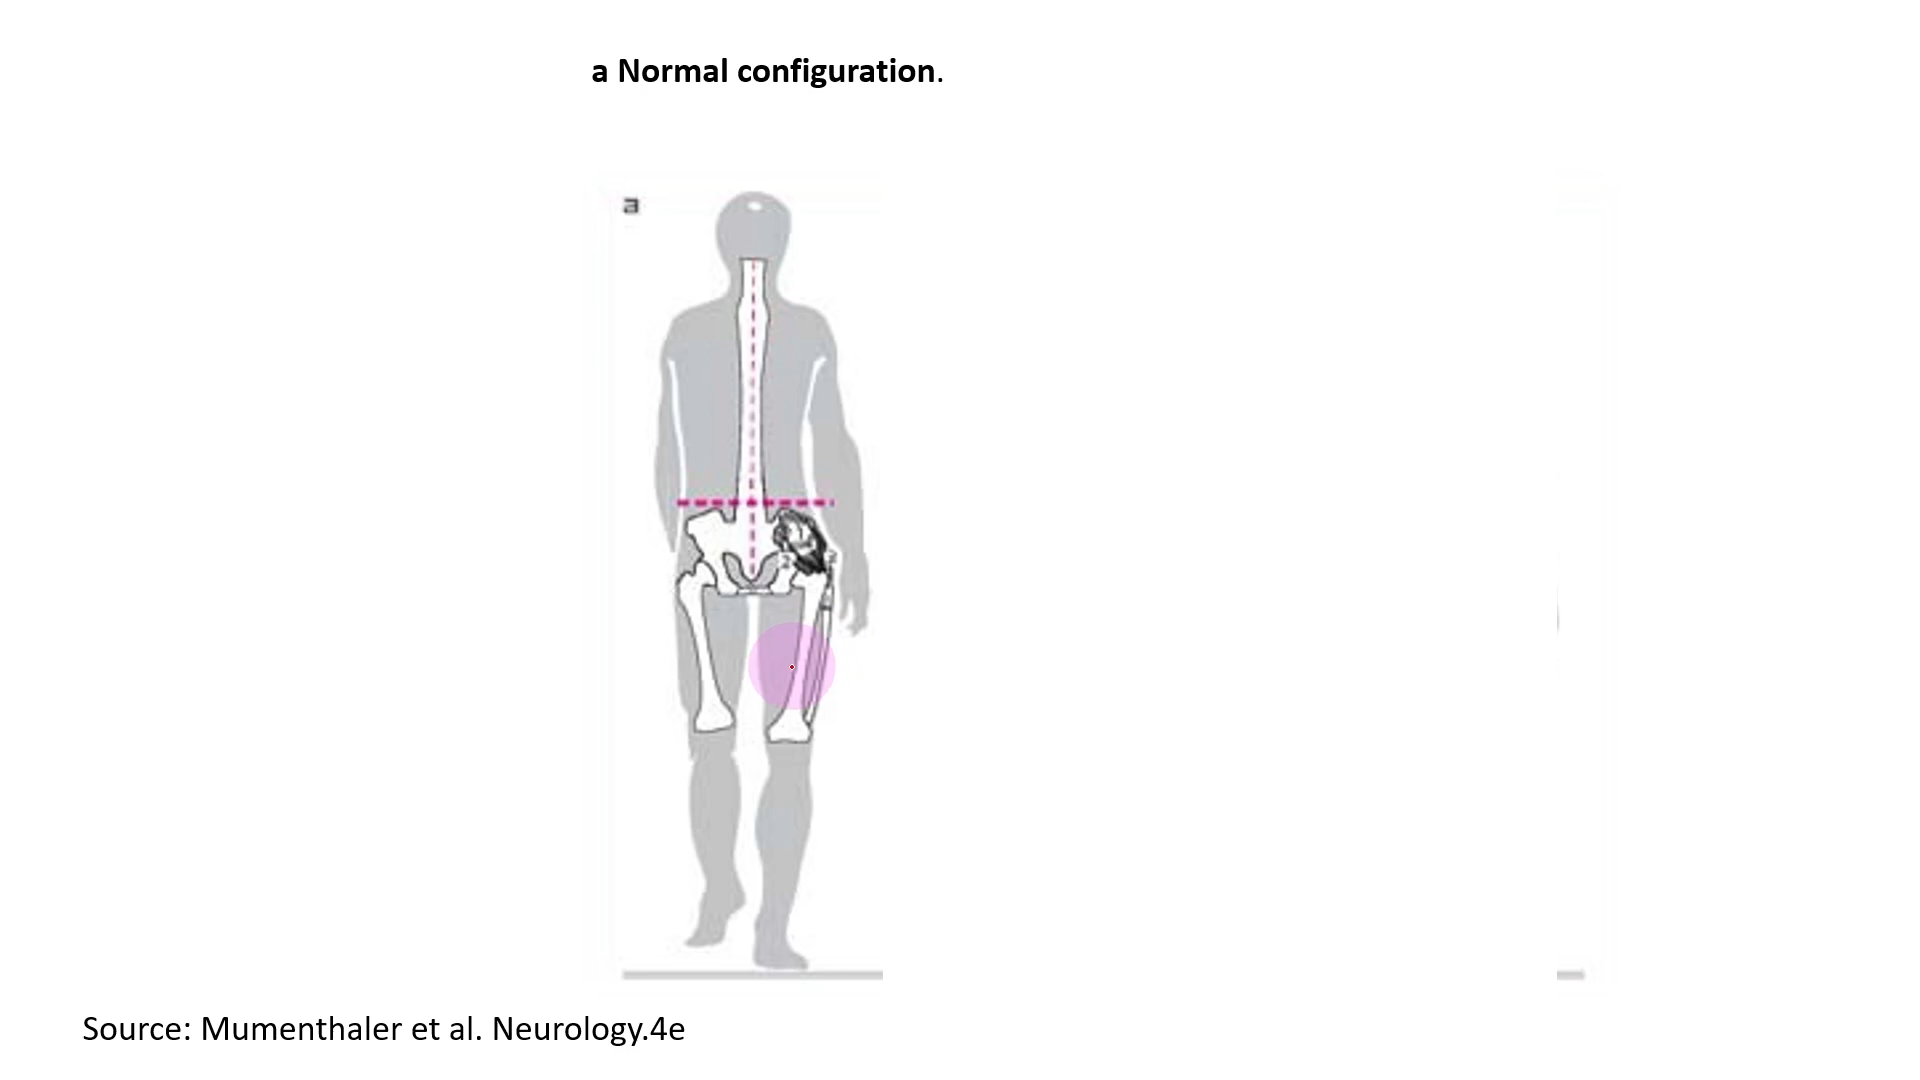 a Normal configuration.
a
Source: Mumenthaler et al. Neurology.4e